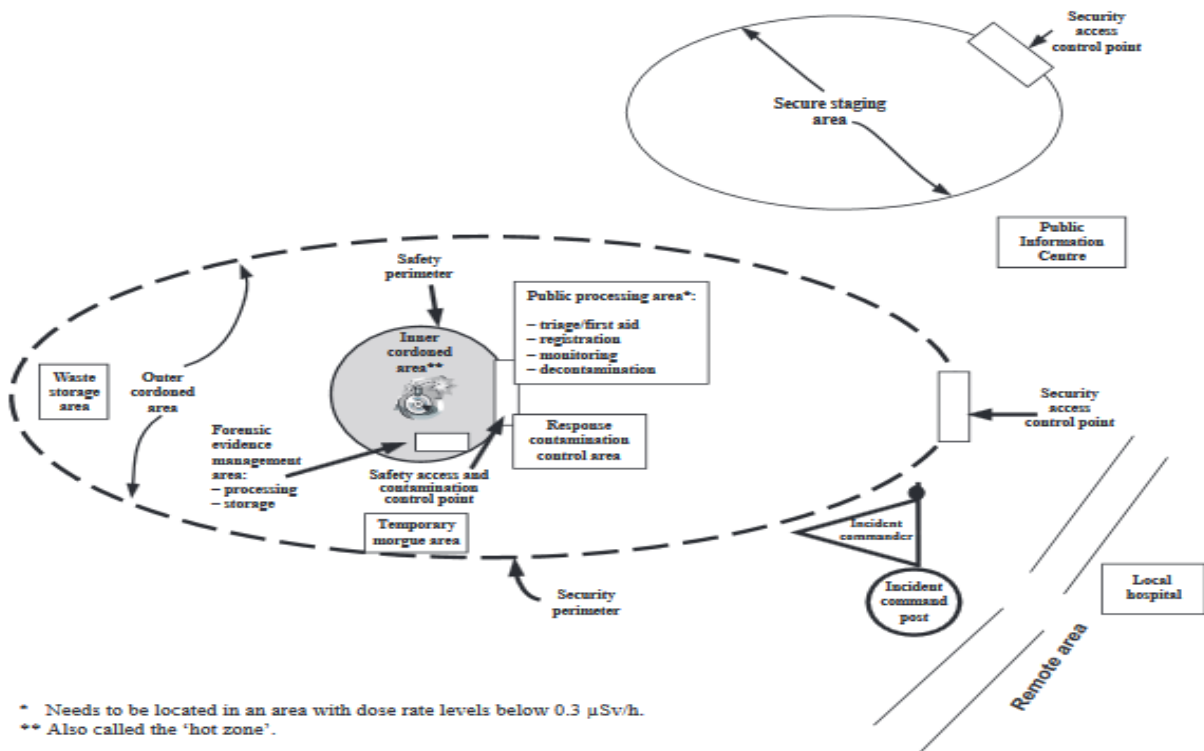 Security
access
control point
Secure staging
area
Public
Information
Centre
Safety
perimeter
Public processing area*:
– triage/first aid
– registration
– monitoring
– decontamination
Inner
cordoned
area**
Waste
storage
area
Outer
cordoned
area
Security
access
control point
Forensic
evidence
management
area:
– processing
– storage
Response
contamination
control area
Safety access and
contamination
control point
Temporary
morgue area
Incident
commander
Security
perimeter
Incident
command
post
Local
hospital
Remote area
* Needs to be located in an area with dose rate levels below 0.3 µSv/h.
** Also called the ‘hot zone’.